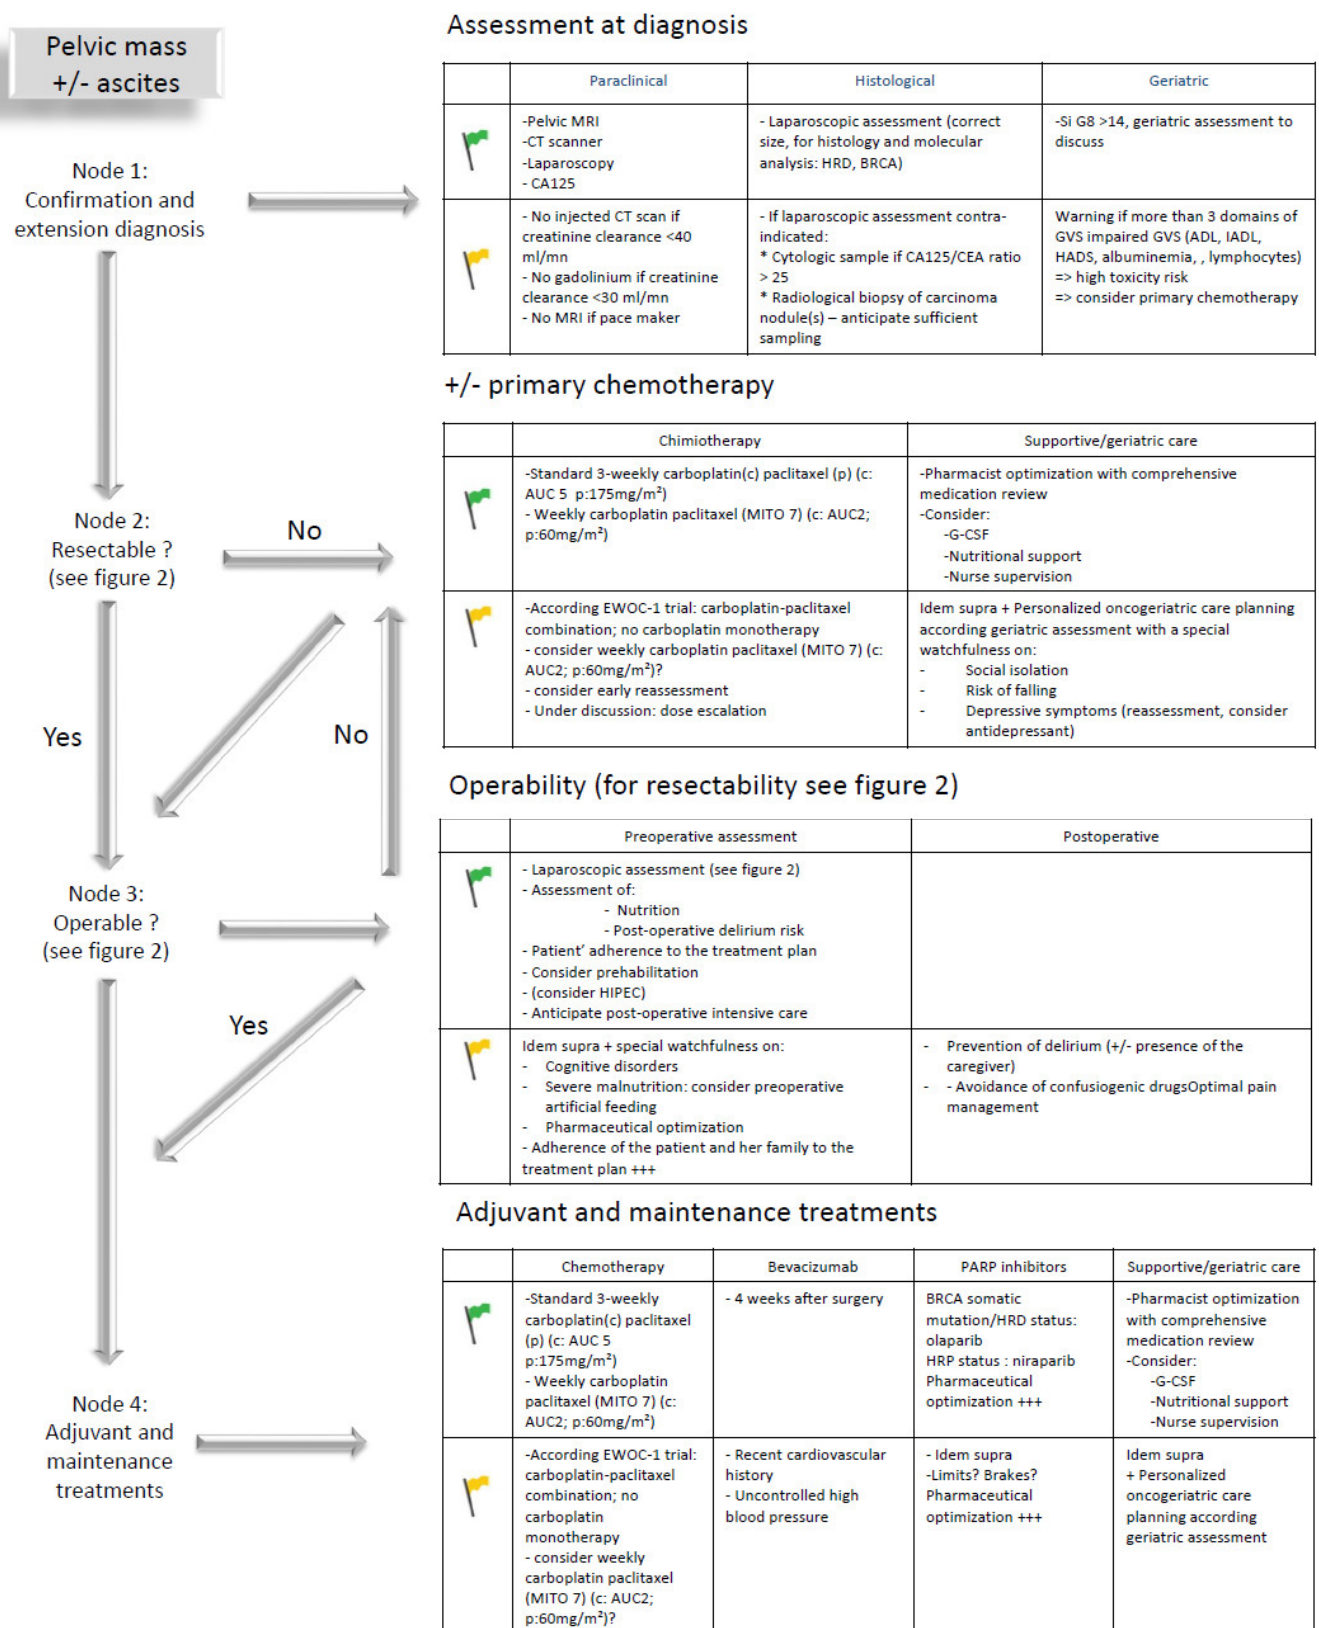 Pelvic mass
+/- ascites
Node 1:
Confirmation and
extension diagnosis
Node 2:
Resectable ?
(see figure 2)
No
Yes
No
Node 3:
Operable ?
(see figure 2)
Yes
Node 4:
Adjuvant and
maintenance
treatments
Assessment at diagnosis
Paraclinical
Histological
Geriatric
-Pelvic MRI
-CT scanner
-Laparoscopy
- CA125
- Laparoscopic assessment (correct
size, for histology and molecular
analysis: HRD, BRCA)
-Si G8 >14, geriatric assessment to
discuss
- No injected CT scan if
creatinine clearance <40
ml/mn
- No gadolinium if creatinine
clearance <30 ml/mn
- No MRI if pace maker
- If laparoscopic assessment contra-
indicated:
* Cytologic sample if CA125/CEA ratio
> 25
* Radiological biopsy of carcinoma
nodule(s) – anticipate sufficient
sampling
Warning if more than 3 domains of
GVS impaired GVS (ADL, IADL,
HADS, albuminemia, , lymphocytes)
=> high toxicity risk
=> consider primary chemotherapy
+/- primary chemotherapy
Chimiotherapy
Supportive/geriatric care
-Standard 3-weekly carboplatin(c) paclitaxel (p) (c:
AUC 5  p:175mg/m²)
- Weekly carboplatin paclitaxel (MITO 7) (c: AUC2;
p:60mg/m²)
-Pharmacist optimization with comprehensive
medication review
-Consider:
-G-CSF
-Nutritional support
-Nurse supervision
-According EWOC-1 trial: carboplatin-paclitaxel
combination; no carboplatin monotherapy
- consider weekly carboplatin paclitaxel (MITO 7) (c:
AUC2; p:60mg/m²)?
- consider early reassessment
- Under discussion: dose escalation
Idem supra + Personalized oncogeriatric care planning
according geriatric assessment with a special
watchfulness on:
- Social isolation
- Risk of falling
- Depressive symptoms (reassessment, consider
antidepressant)
Operability (for resectability see figure 2)
Preoperative assessment
Postoperative
- Laparoscopic assessment (see figure 2)
- Assessment of:
- Nutrition
- Post-operative delirium risk
- Patient' adherence to the treatment plan
- Consider prehabilitation
- (consider HIPEC)
- Anticipate post-operative intensive care
Idem supra + special watchfulness on:
- Cognitive disorders
- Severe malnutrition: consider preoperative
artificial feeding
- Pharmaceutical optimization
- Adherence of the patient and her family to the
treatment plan +++
- Prevention of delirium (+/- presence of the
caregiver)
- - Avoidance of confusiogenic drugsOptimal pain
management
Adjuvant and maintenance treatments
Chemotherapy
Bevacizumab
PARP inhibitors
Supportive/geriatric care
-Standard 3-weekly
carboplatin(c) paclitaxel
(p) (c: AUC 5
p:175mg/m²)
- Weekly carboplatin
paclitaxel (MITO 7) (c:
AUC2; p:60mg/m²)
- 4 weeks after surgery
BRCA somatic
mutation/HRD status:
olaparib
HRP status : niraparib
Pharmaceutical
optimization +++
-Pharmacist optimization
with comprehensive
medication review
-Consider:
-G-CSF
-Nutritional support
-Nurse supervision
-According EWOC-1 trial:
carboplatin-paclitaxel
combination; no
carboplatin
monotherapy
- consider weekly
carboplatin paclitaxel
(MITO 7) (c: AUC2;
p:60mg/m²)?
- Recent cardiovascular
history
- Uncontrolled high
blood pressure
- Idem supra
-Limits? Brakes?
Pharmaceutical
optimization +++
Idem supra
+ Personalized
oncogeriatric care
planning according
geriatric assessment